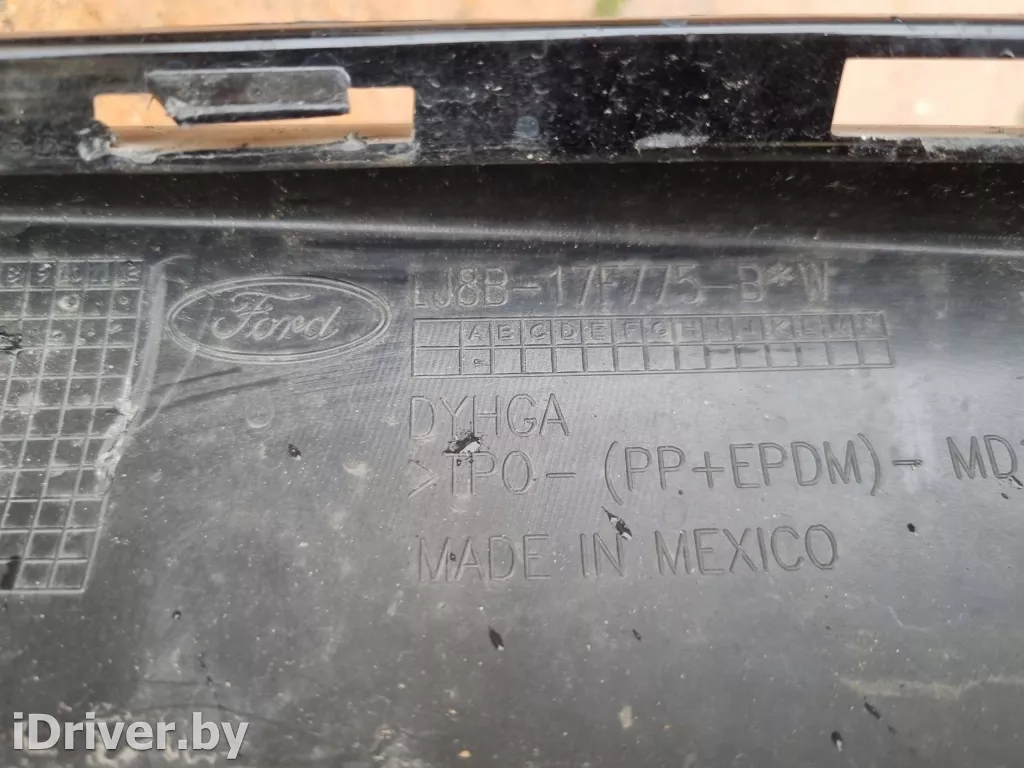 Ford
LJ8B-17F775-B*W
A B C D E F G H I J K L M N
DYHGA
>TPO-(PP+EPDM)-MD
MADE IN MEXICO
iDriver.by